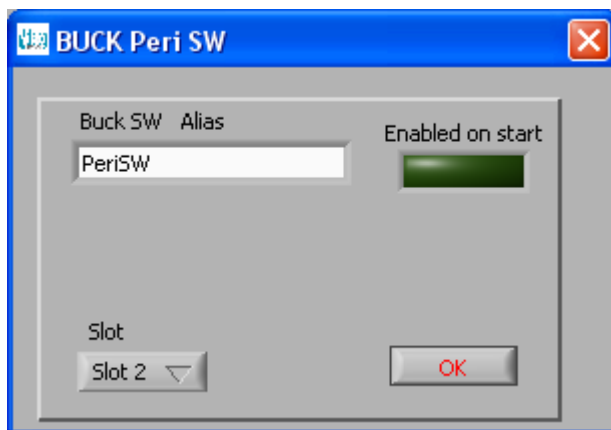 BUCK Peri SW
Buck SW Alias
Enabled on start
PeriSW
Slot
Slot 2
OK